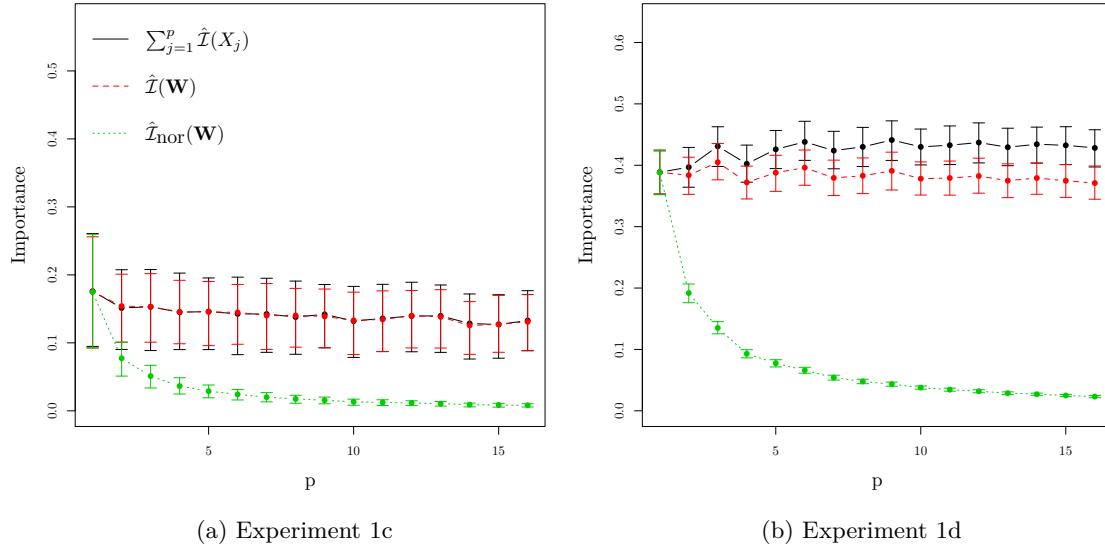 ∑_{j=1}^{p} Î(X_j)
Î(W)
Î_nor(W)
Importance
0.0 0.1 0.2 0.3 0.4 0.5
5 10 15
p
(a) Experiment 1c
Importance
0.0 0.1 0.2 0.3 0.4 0.5 0.6
5 10 15
p
(b) Experiment 1d